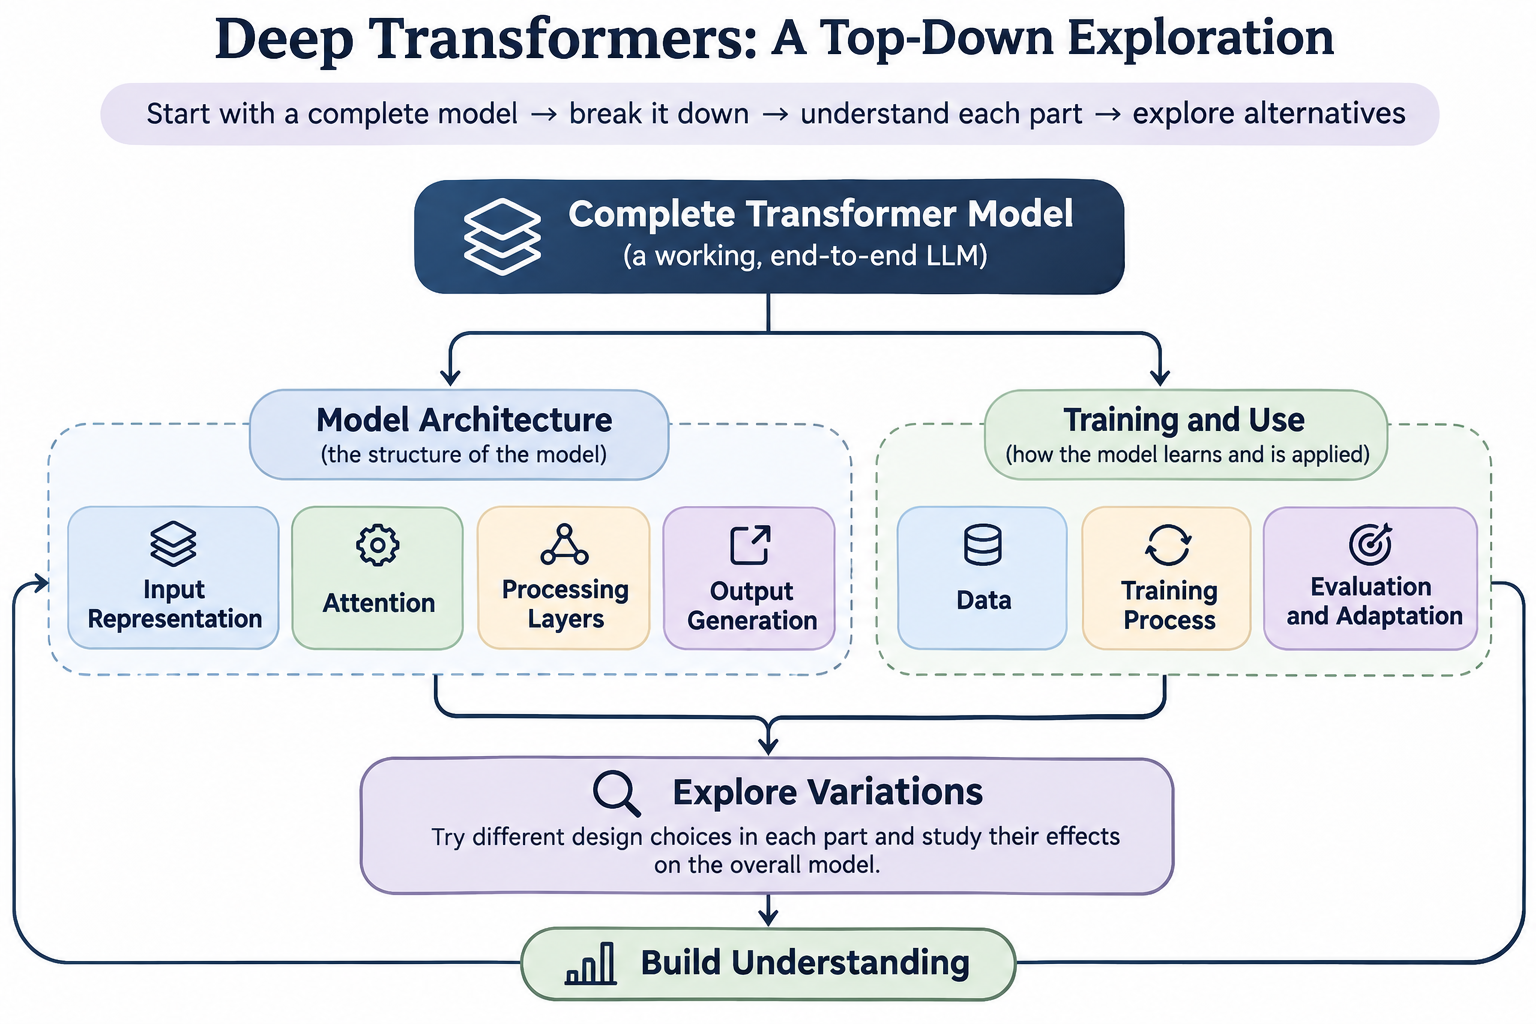 Deep Transformers: A Top-Down Exploration
Start with a complete model → break it down → understand each part → explore alternatives
Complete Transformer Model
(a working, end-to-end LLM)
Model Architecture
(the structure of the model)
Input
Representation
Attention
Processing
Layers
Output
Generation
Training and Use
(how the model learns and is applied)
Data
Training
Process
Evaluation
and Adaptation
Explore Variations
Try different design choices in each part and study their effects
on the overall model.
Build Understanding